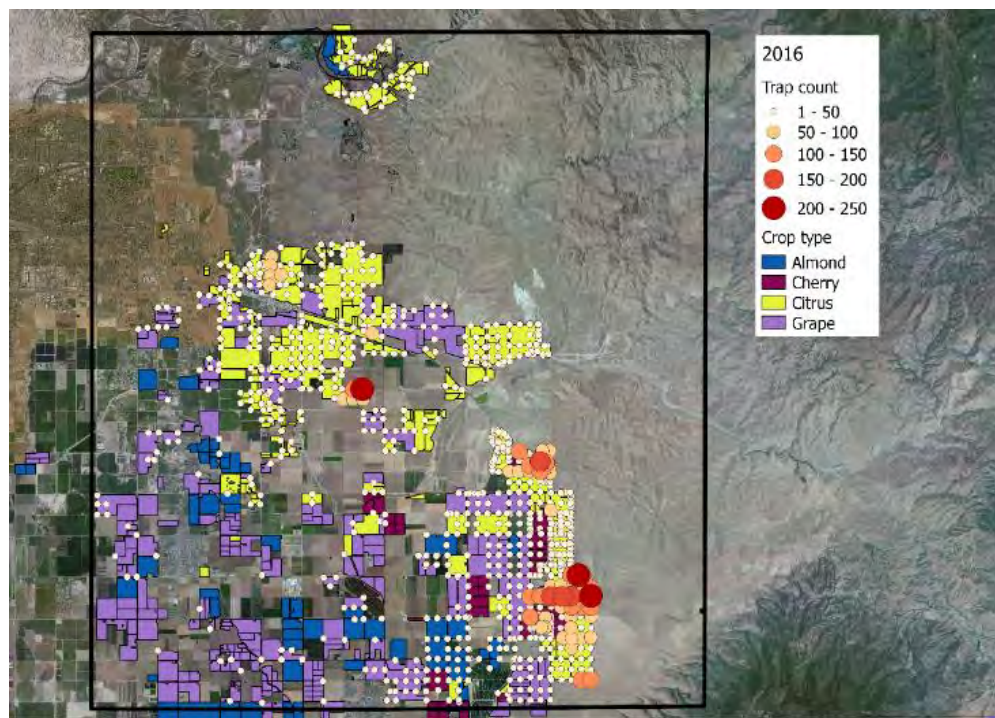 2016
Trap count
1 - 50
50 - 100
100 - 150
150 - 200
200 - 250
Crop type
Almond
Cherry
Citrus
Grape